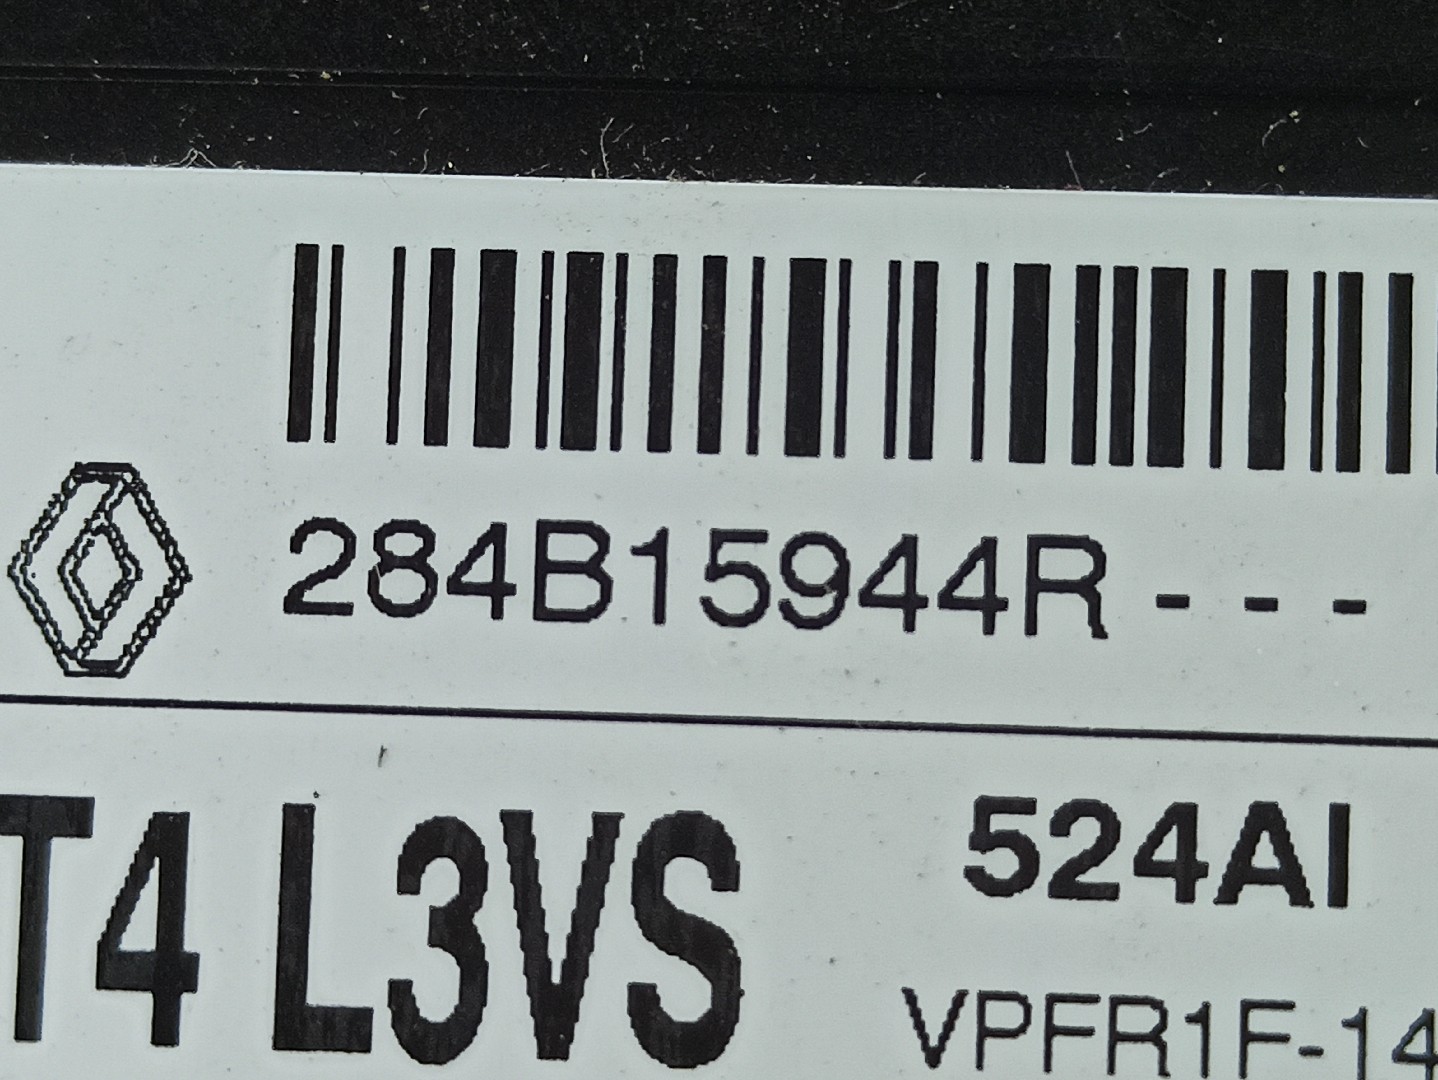 284B15944R - - -
T4 L3VS
524AI
VPFR1F-14